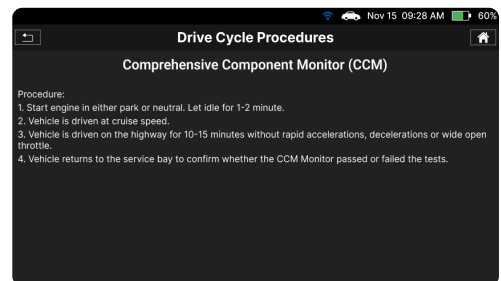 Nov 15 09:28 AM 60%
Drive Cycle Procedures
Comprehensive Component Monitor (CCM)
Procedure:
1. Start engine in either park or neutral. Let idle for 1-2 minute.
2. Vehicle is driven at cruise speed.
3. Vehicle is driven on the highway for 10-15 minutes without rapid accelerations, decelerations or wide open
throttle.
4. Vehicle returns to the service bay to confirm whether the CCM Monitor passed or failed the tests.